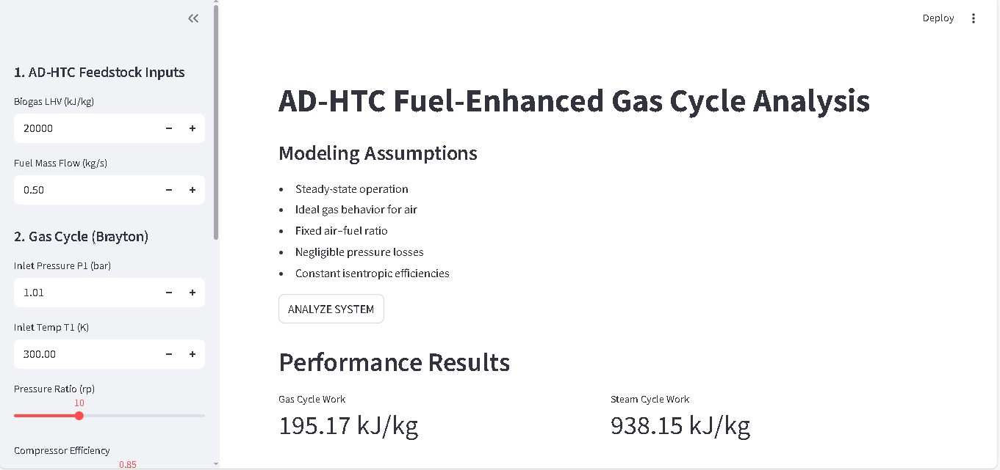 Deploy
1. AD-HTC Feedstock Inputs
Biogas LHV (kJ/kg)
20000
Fuel Mass Flow (kg/s)
0.50
2. Gas Cycle (Brayton)
Inlet Pressure P1 (bar)
1.01
Inlet Temp T1 (K)
300.00
Pressure Ratio (rp)
10
Compressor Efficiency
0.85
AD-HTC Fuel-Enhanced Gas Cycle Analysis
Modeling Assumptions
• Steady-state operation
• Ideal gas behavior for air
• Fixed air–fuel ratio
• Negligible pressure losses
• Constant isentropic efficiencies
ANALYZE SYSTEM
Performance Results
Gas Cycle Work
195.17 kJ/kg
Steam Cycle Work
938.15 kJ/kg